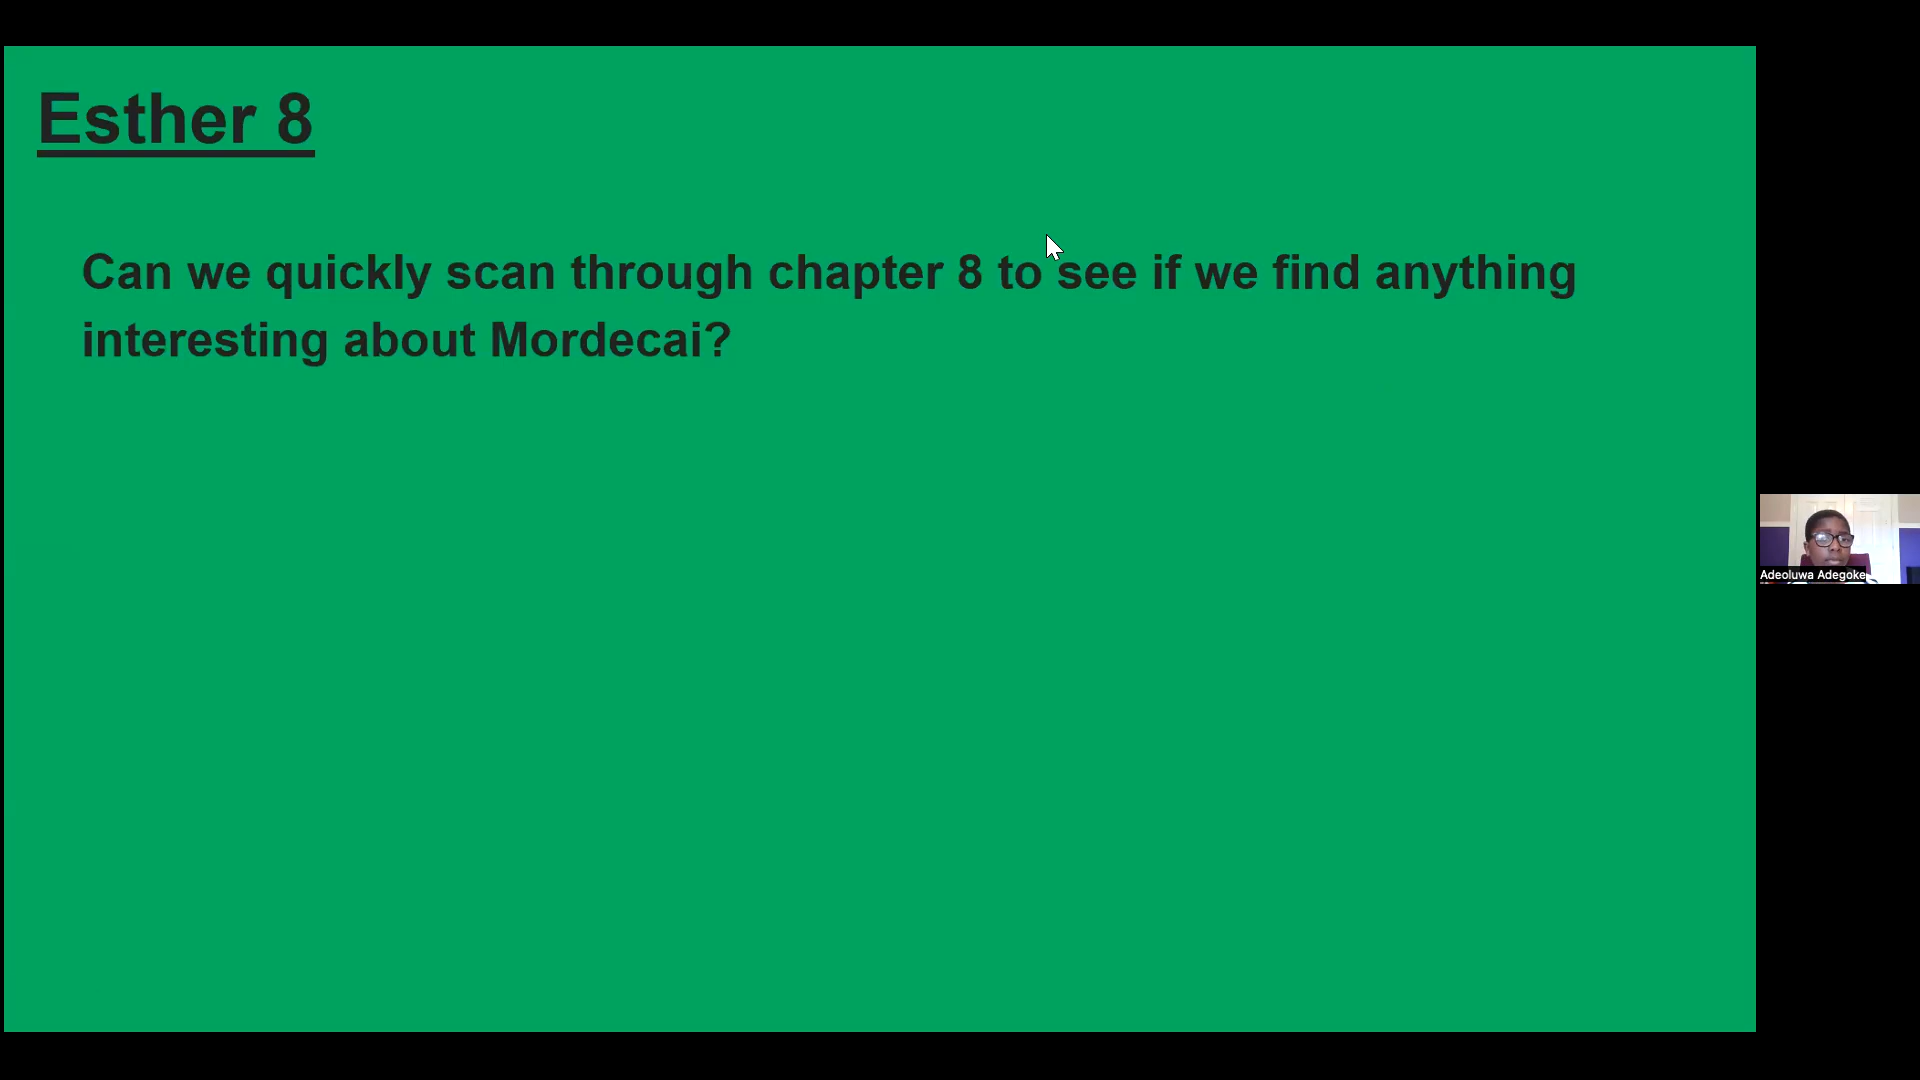 Esther 8
Can we quickly scan through chapter 8 to see if we find anything
interesting about Mordecai?
Adeoluwa Adegoke